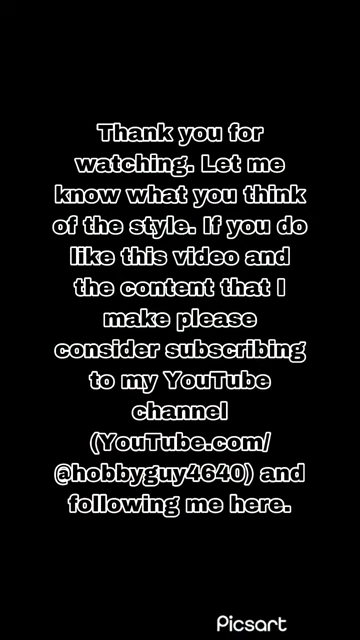 Thank you for
watching. Let me
know what you think
of the style. If you do
like this video and
the content that I
make please
consider subscribing
to my YouTube
channel
(YouTube.com/
@hobbyguy4640) and
following me here.
Picsart